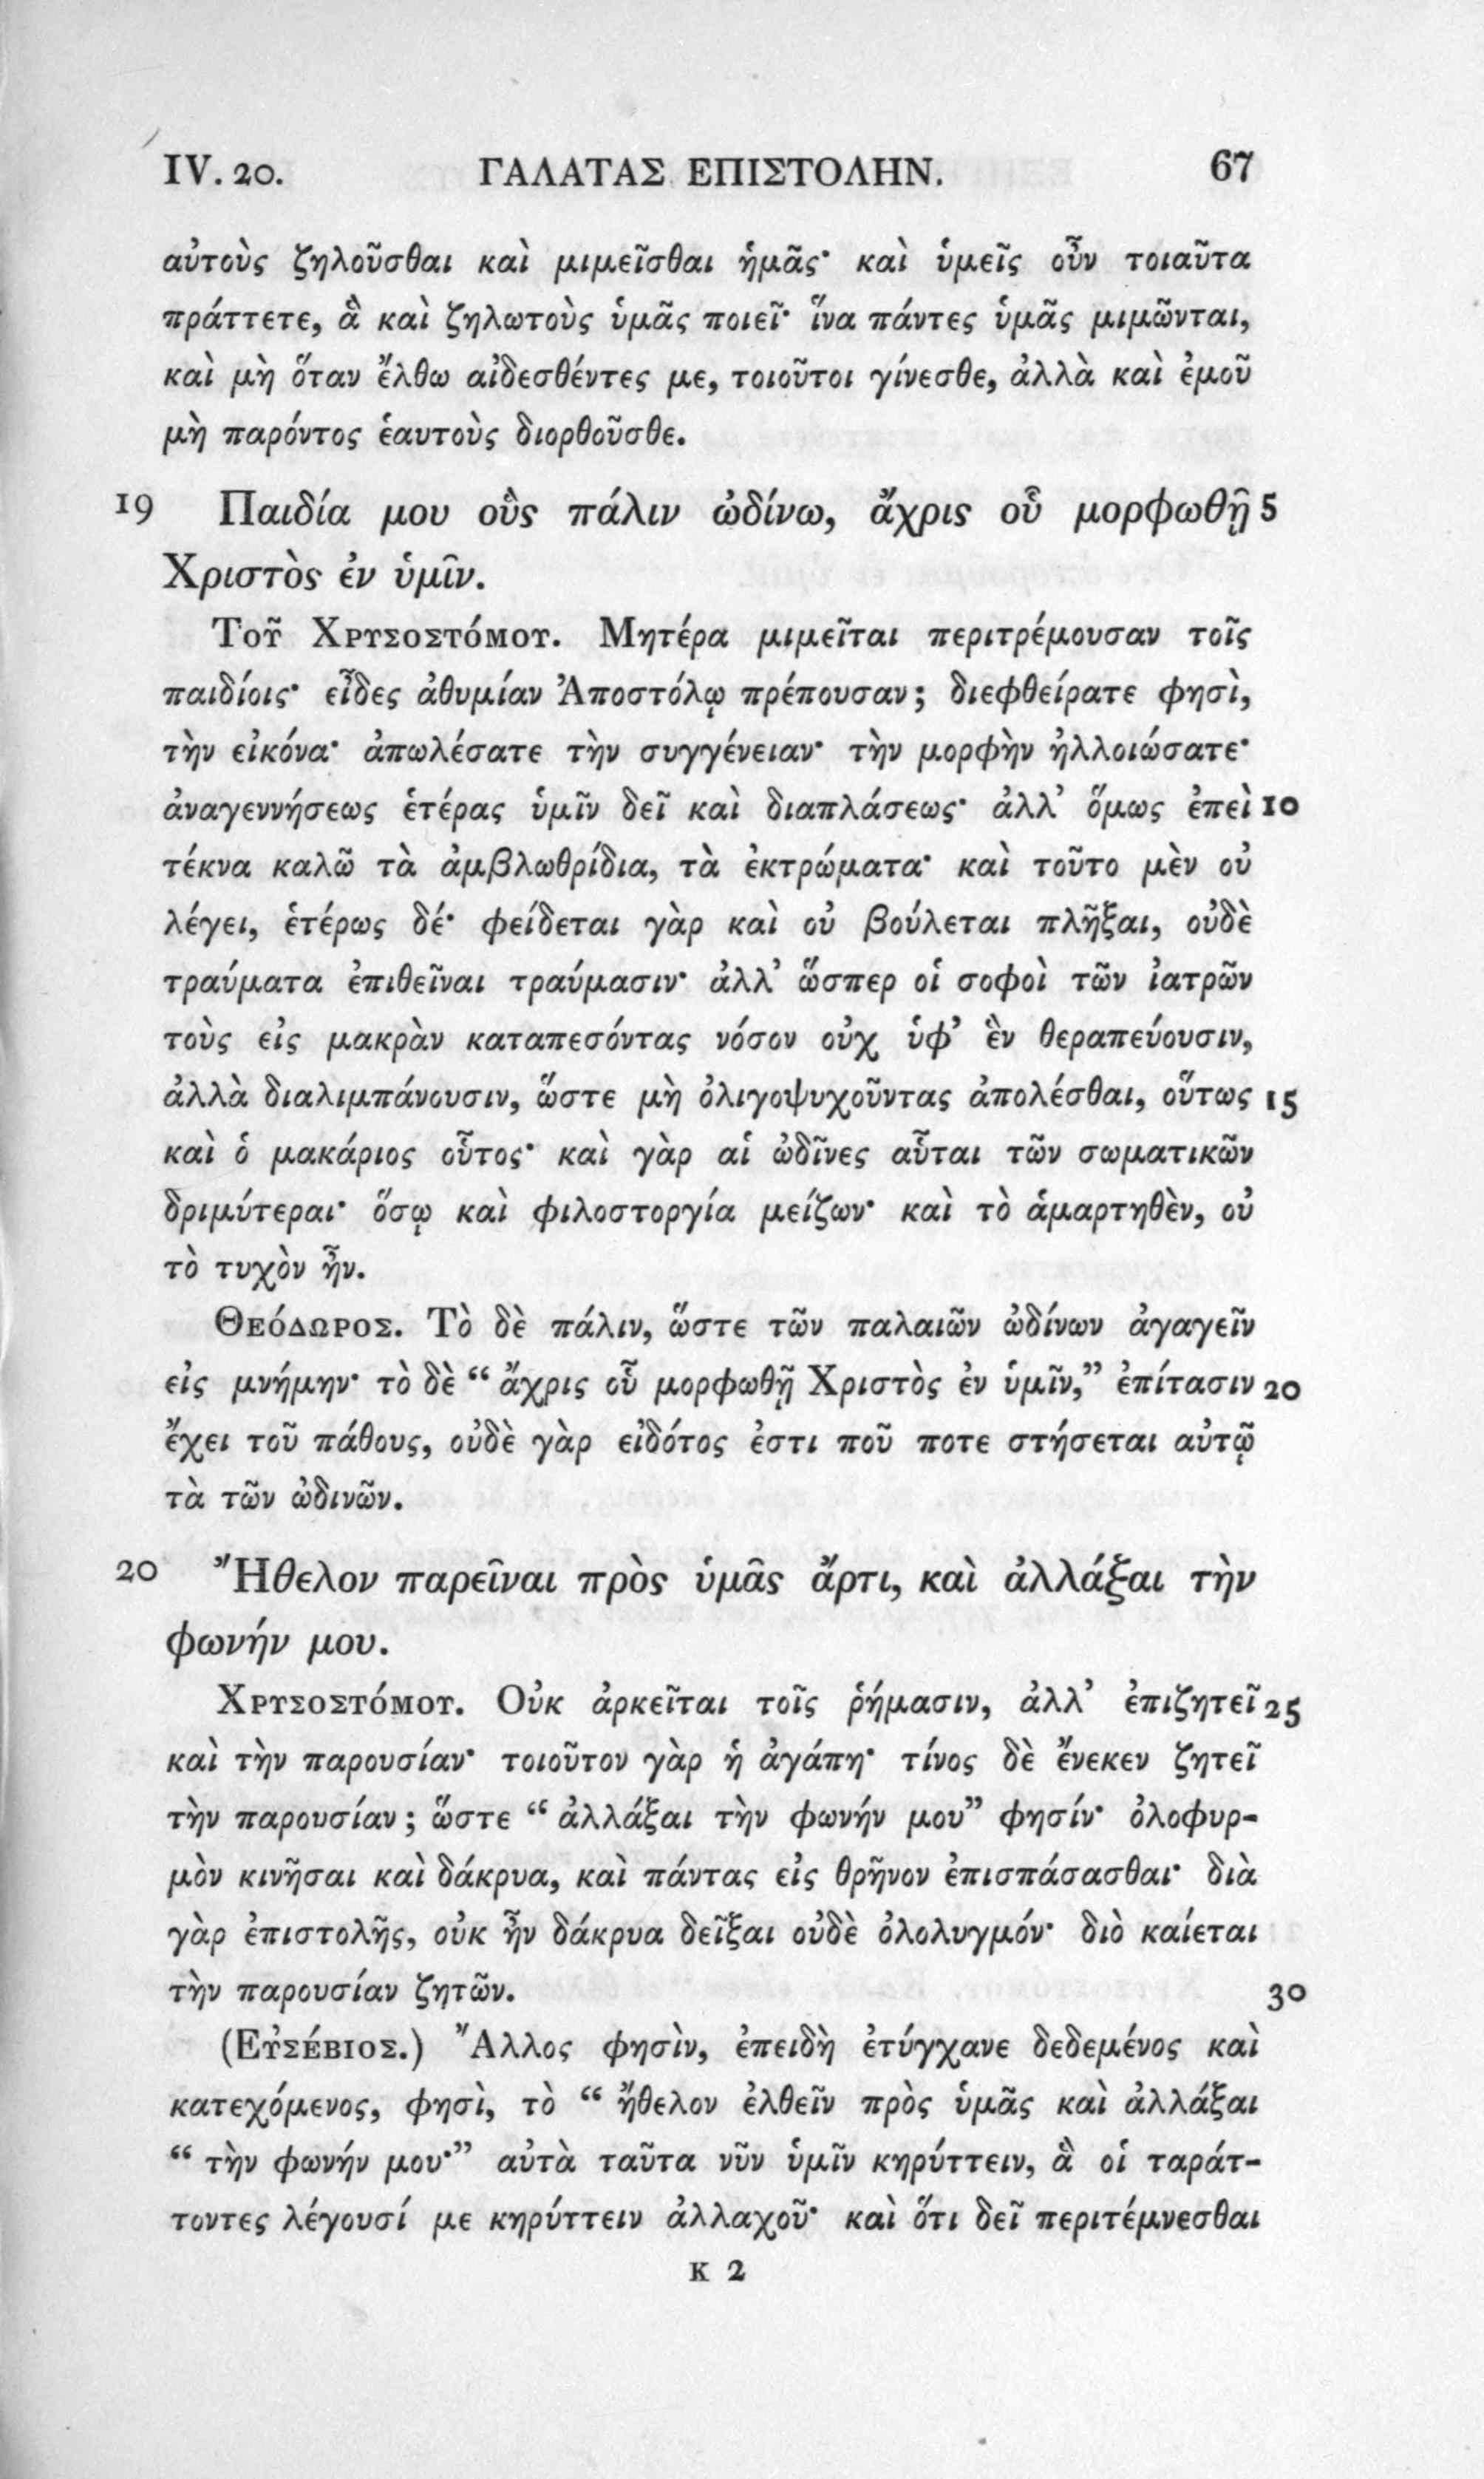 IV. 20. ΓΑΛΑΤΑΣ ΕΠΙΣΤΟΛΗΝ. 67
αὐτοὺς ζηλοῦσθαι καὶ μιμεῖσθαι ἡμᾶς· καὶ ὑμεῖς οὖν τοιαῦτα
πράττετε, ἃ καὶ ζηλωτοὺς ὑμᾶς ποιεῖ· ἵνα πάντες ὑμᾶς μιμῶνται,
καὶ μὴ ὅταν ἔλθω αἰδεσθέντες με, τοιοῦτοι γίνεσθε, ἀλλὰ καὶ ἐμοῦ
μὴ παρόντος ἑαυτοὺς διορθοῦσθε.
19 Παιδία μου οὓς πάλιν ὠδίνω, ἄχρις οὗ μορφωθῇ 5
Χριστὸς ἐν ὑμῖν.
Τοῦ Χρυσοστόμου. Μητέρα μιμεῖται περιτρέμουσαν τοῖς
παιδίοις· εἶδες ἀθυμίαν Ἀποστόλῳ πρέπουσαν; διεφθείρατε φησὶ,
τὴν εἰκόνα· ἀπωλέσατε τὴν συγγένειαν· τὴν μορφὴν ἠλλοιώσατε·
ἀναγεννήσεως ἑτέρας ὑμῖν δεῖ καὶ διαπλάσεως· ἀλλ’ ὅμως ἐπεὶ 10
τέκνα καλῶ τὰ ἀμβλωθρίδια, τὰ ἐκτρώματα· καὶ τοῦτο μὲν οὐ
λέγει, ἑτέρως δέ· φείδεται γὰρ καὶ οὐ βούλεται πλῆξαι, οὐδὲ
τραύματα ἐπιθεῖναι τραύμασιν· ἀλλ’ ὥσπερ οἱ σοφοὶ τῶν ἰατρῶν
τοὺς εἰς μακρὰν καταπεσόντας νόσον οὐχ ὑφ’ ἓν θεραπεύουσιν,
ἀλλὰ διαλιμπάνουσιν, ὥστε μὴ ὀλιγοψυχοῦντας ἀπολέσθαι, οὕτως 15
καὶ ὁ μακάριος οὗτος· καὶ γὰρ αἱ ὠδῖνες αὗται τῶν σωματικῶν
δριμύτεραι· ὅσῳ καὶ φιλοστοργία μείζων· καὶ τὸ ἁμαρτηθὲν, οὐ
τὸ τυχὸν ἦν.
Θεόδωρος. Τὸ δὲ πάλιν, ὥστε τῶν παλαιῶν ὠδίνων ἀγαγεῖν
εἰς μνήμην· τὸ δὲ “ ἄχρις οὗ μορφωθῇ Χριστὸς ἐν ὑμῖν,” ἐπίτασιν 20
ἔχει τοῦ πάθους, οὐδὲ γὰρ εἰδότος ἐστι ποῦ ποτε στήσεται αὐτῷ
τὰ τῶν ὠδινῶν.
20 Ἤθελον παρεῖναι πρὸς ὑμᾶς ἄρτι, καὶ ἀλλάξαι τὴν
φωνήν μου.
Χρυσοστόμου. Οὐκ ἀρκεῖται τοῖς ῥήμασιν, ἀλλ’ ἐπιζητεῖ 25
καὶ τὴν παρουσίαν· τοιοῦτον γὰρ ἡ ἀγάπη· τίνος δὲ ἕνεκεν ζητεῖ
τὴν παρουσίαν; ὥστε “ ἀλλάξαι τὴν φωνήν μου” φησίν· ὀλοφυρ-
μὸν κινῆσαι καὶ δάκρυα, καὶ πάντας εἰς θρῆνον ἐπισπάσασθαι· διὰ
γὰρ ἐπιστολῆς, οὐκ ἦν δάκρυα δεῖξαι οὐδὲ ὀλολυγμόν· διὸ καίεται
τὴν παρουσίαν ζητῶν. 30
(Εὐσέβιος.) Ἄλλος φησὶν, ἐπειδὴ ἐτύγχανε δεδεμένος καὶ
κατεχόμενος, φησὶ, τὸ “ ἤθελον ἐλθεῖν πρὸς ὑμᾶς καὶ ἀλλάξαι
“ τὴν φωνήν μου·” αὐτὰ ταῦτα νῦν ὑμῖν κηρύττειν, ἃ οἱ ταράτ-
τοντες λέγουσί με κηρύττειν ἀλλαχοῦ· καὶ ὅτι δεῖ περιτέμνεσθαι
K 2